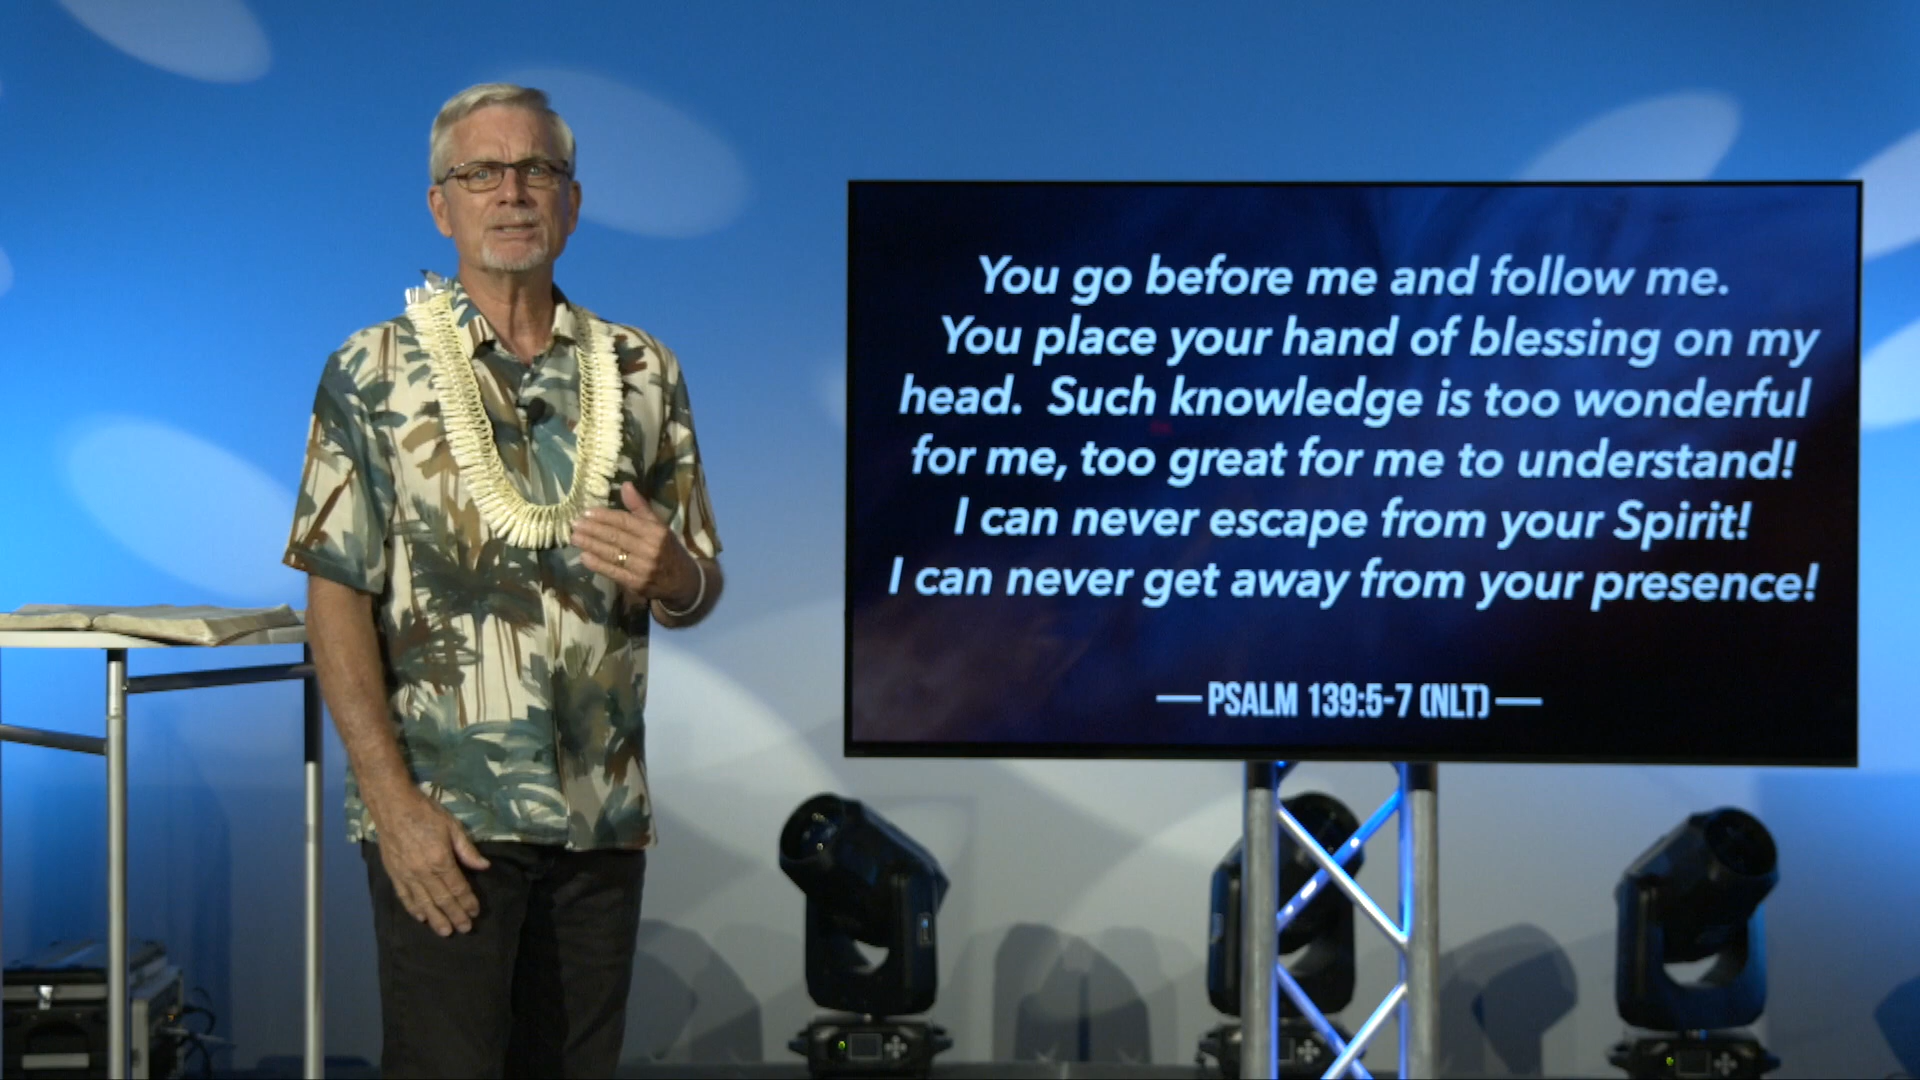 You go before me and follow me.
You place your hand of blessing on my
head. Such knowledge is too wonderful
for me, too great for me to understand!
I can never escape from your Spirit!
I can never get away from your presence!
— PSALM 139:5-7 (NLT) —